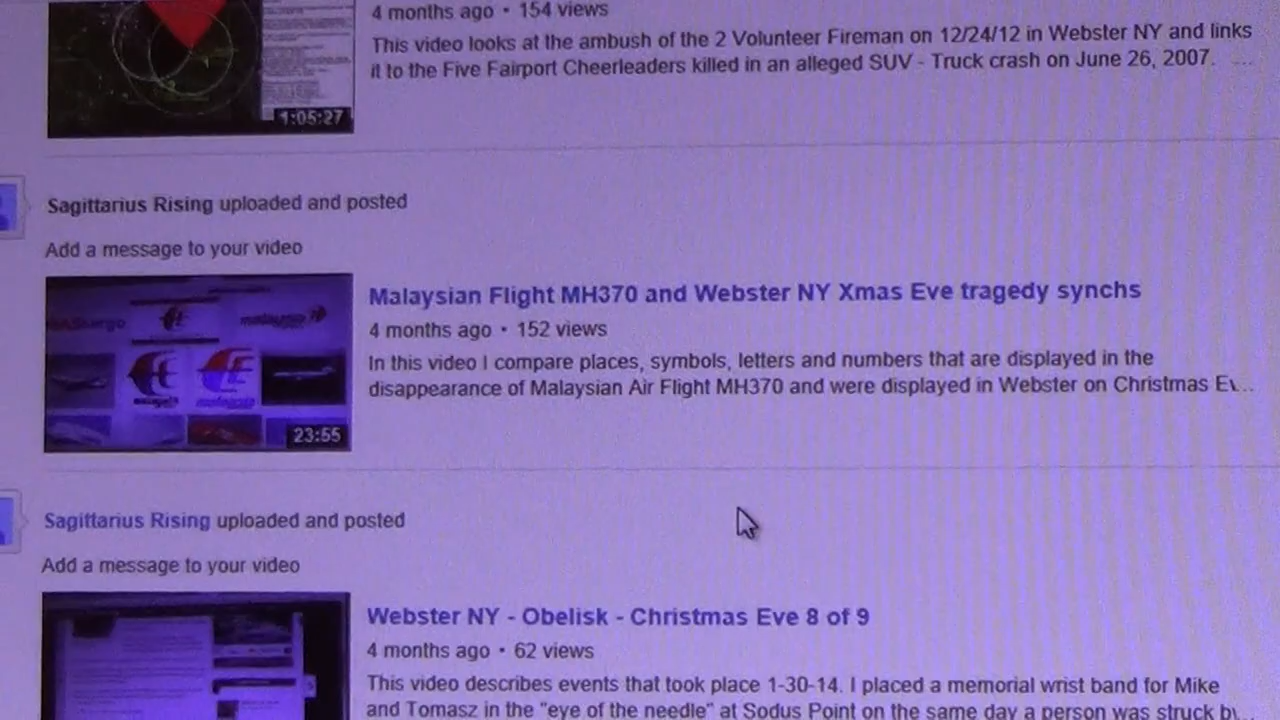 4 months ago • 154 views
This video looks at the ambush of the 2 Volunteer Fireman on 12/24/12 in Webster NY and links
it to the Five Fairport Cheerleaders killed in an alleged SUV - Truck crash on June 26, 2007. ...
1:05:27
Sagittarius Rising uploaded and posted
Add a message to your video
Malaysian Flight MH370 and Webster NY Xmas Eve tragedy synchs
4 months ago • 152 views
In this video I compare places, symbols, letters and numbers that are displayed in the
disappearance of Malaysian Air Flight MH370 and were displayed in Webster on Christmas Ev...
malaysia
23:55
Sagittarius Rising uploaded and posted
Add a message to your video
Webster NY - Obelisk - Christmas Eve 8 of 9
4 months ago • 62 views
This video describes events that took place 1-30-14. I placed a memorial wrist band for Mike
and Tomasz in the "eye of the needle" at Sodus Point on the same day a person was struck by...